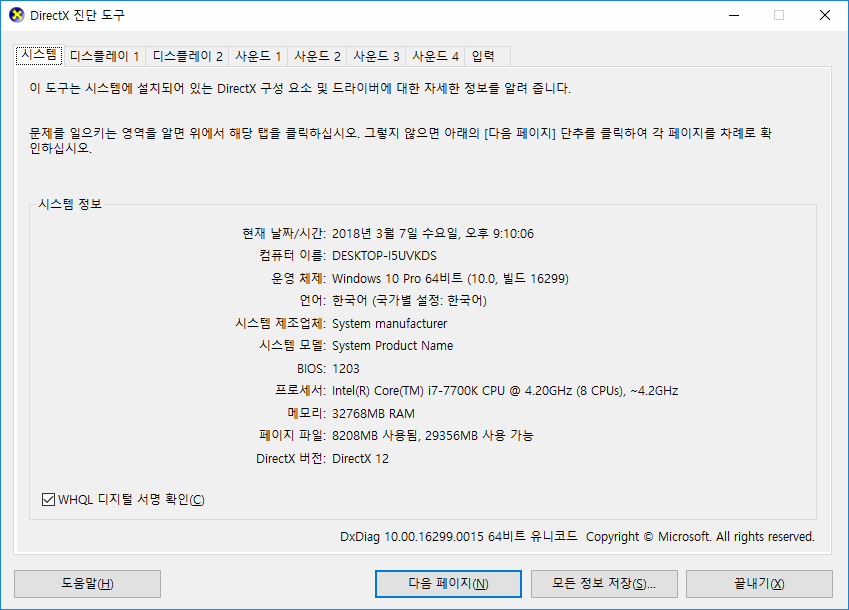 DirectX 진단 도구
시스템 디스플레이 1 디스플레이 2 사운드 1 사운드 2 사운드 3 사운드 4 입력
이 도구는 시스템에 설치되어 있는 DirectX 구성 요소 및 드라이버에 대한 자세한 정보를 알려 줍니다.
문제를 일으키는 영역을 알면 위에서 해당 탭을 클릭하십시오. 그렇지 않으면 아래의 [다음 페이지] 단추를 클릭하여 각 페이지를 차례로 확
인하십시오.
시스템 정보
현재 날짜/시간: 2018년 3월 7일 수요일, 오후 9:10:06
컴퓨터 이름: DESKTOP-I5UVKDS
운영 체제: Windows 10 Pro 64비트 (10.0, 빌드 16299)
언어: 한국어 (국가별 설정: 한국어)
시스템 제조업체: System manufacturer
시스템 모델: System Product Name
BIOS: 1203
프로세서: Intel(R) Core(TM) i7-7700K CPU @ 4.20GHz (8 CPUs), ~4.2GHz
메모리: 32768MB RAM
페이지 파일: 8208MB 사용됨, 29356MB 사용 가능
DirectX 버전: DirectX 12
WHQL 디지털 서명 확인(C)
DxDiag 10.00.16299.0015 64비트 유니코드 Copyright © Microsoft. All rights reserved.
도움말(H) 다음 페이지(N) 모든 정보 저장(S)... 끝내기(X)